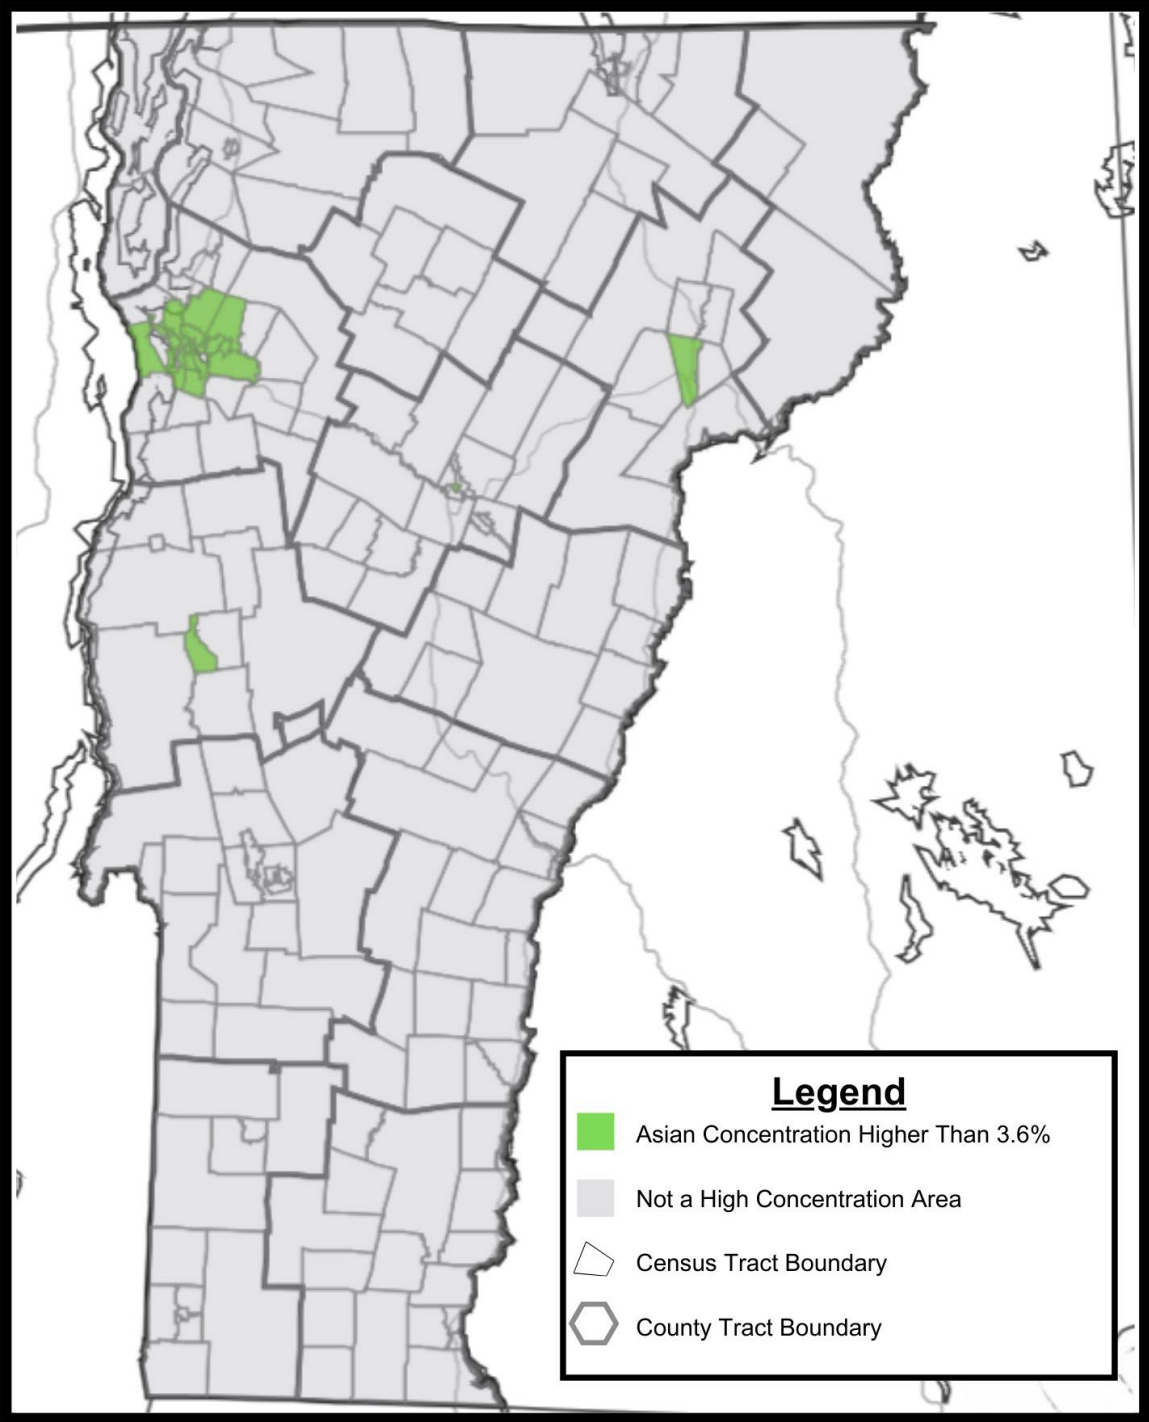 Legend
Asian Concentration Higher Than 3.6%
Not a High Concentration Area
Census Tract Boundary
County Tract Boundary